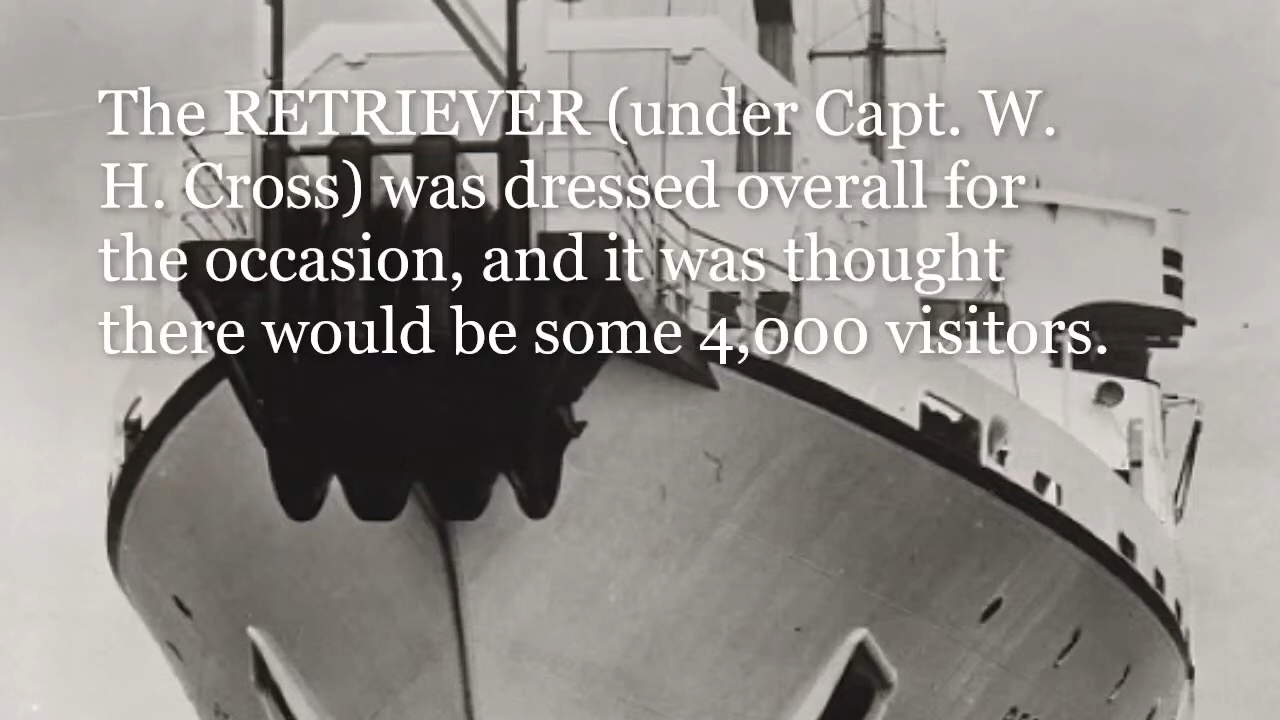 The RETRIEVER (under Capt. W.
H. Cross) was dressed overall for
the occasion, and it was thought
there would be some 4,000 visitors.